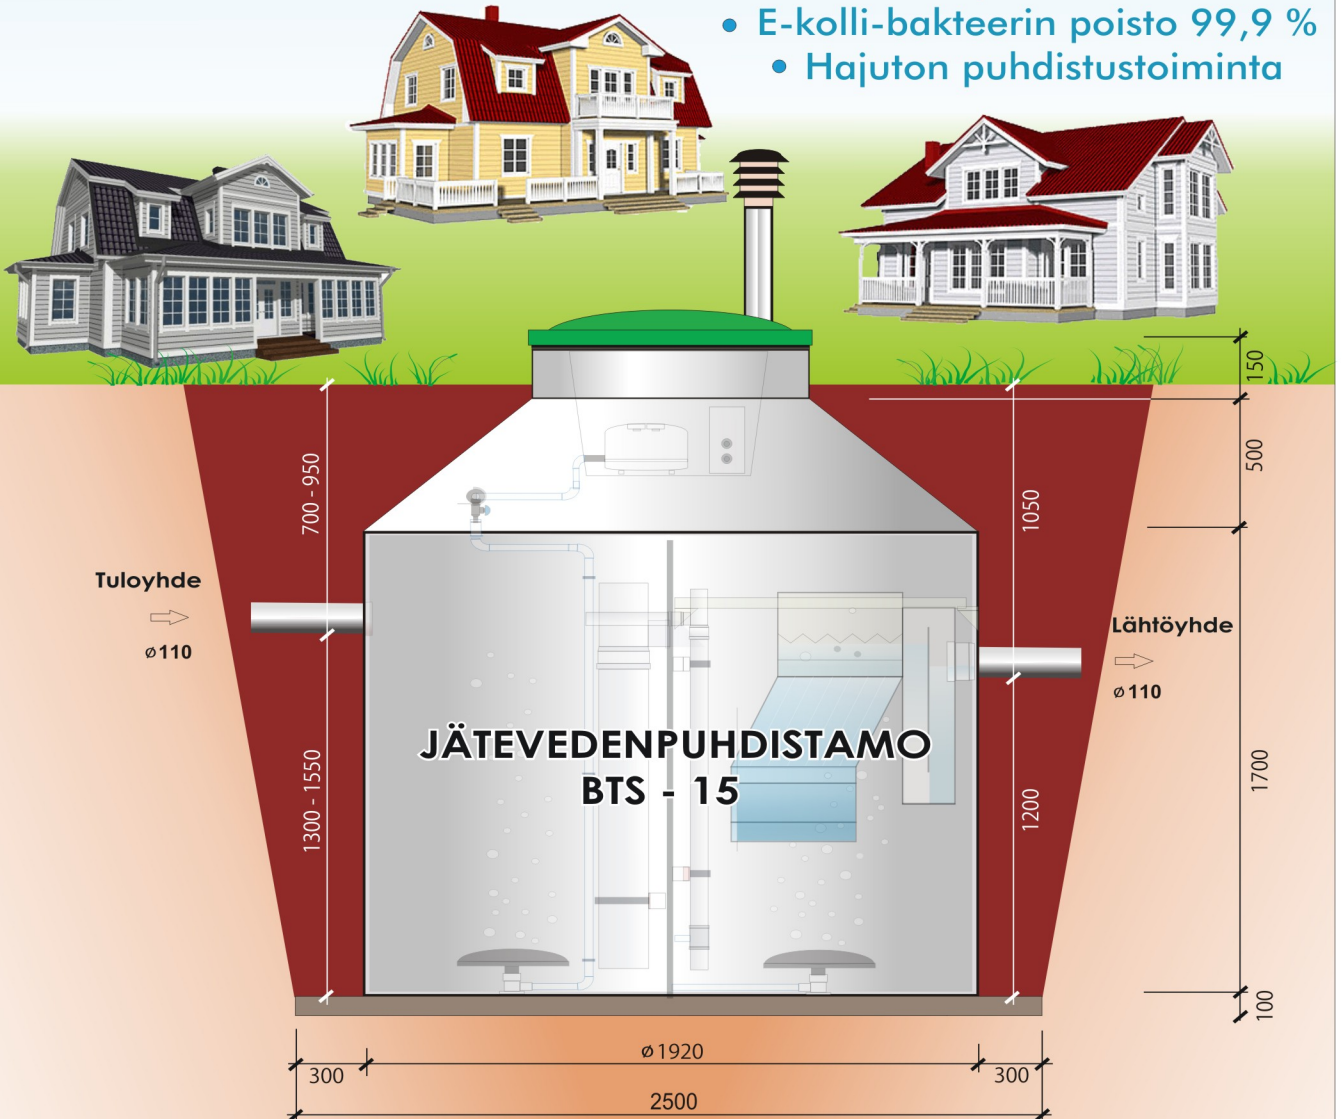 • E-kolli-bakteerin poisto 99,9 %
• Hajuton puhdistustoiminta
150
500
700 - 950
1050
Tuloyhde
ø110
Lähtöyhde
ø110
JÄTEVEDENPUHDISTAMO
BTS - 15
1300 - 1550
1200
1700
100
ø1920
300
300
2500